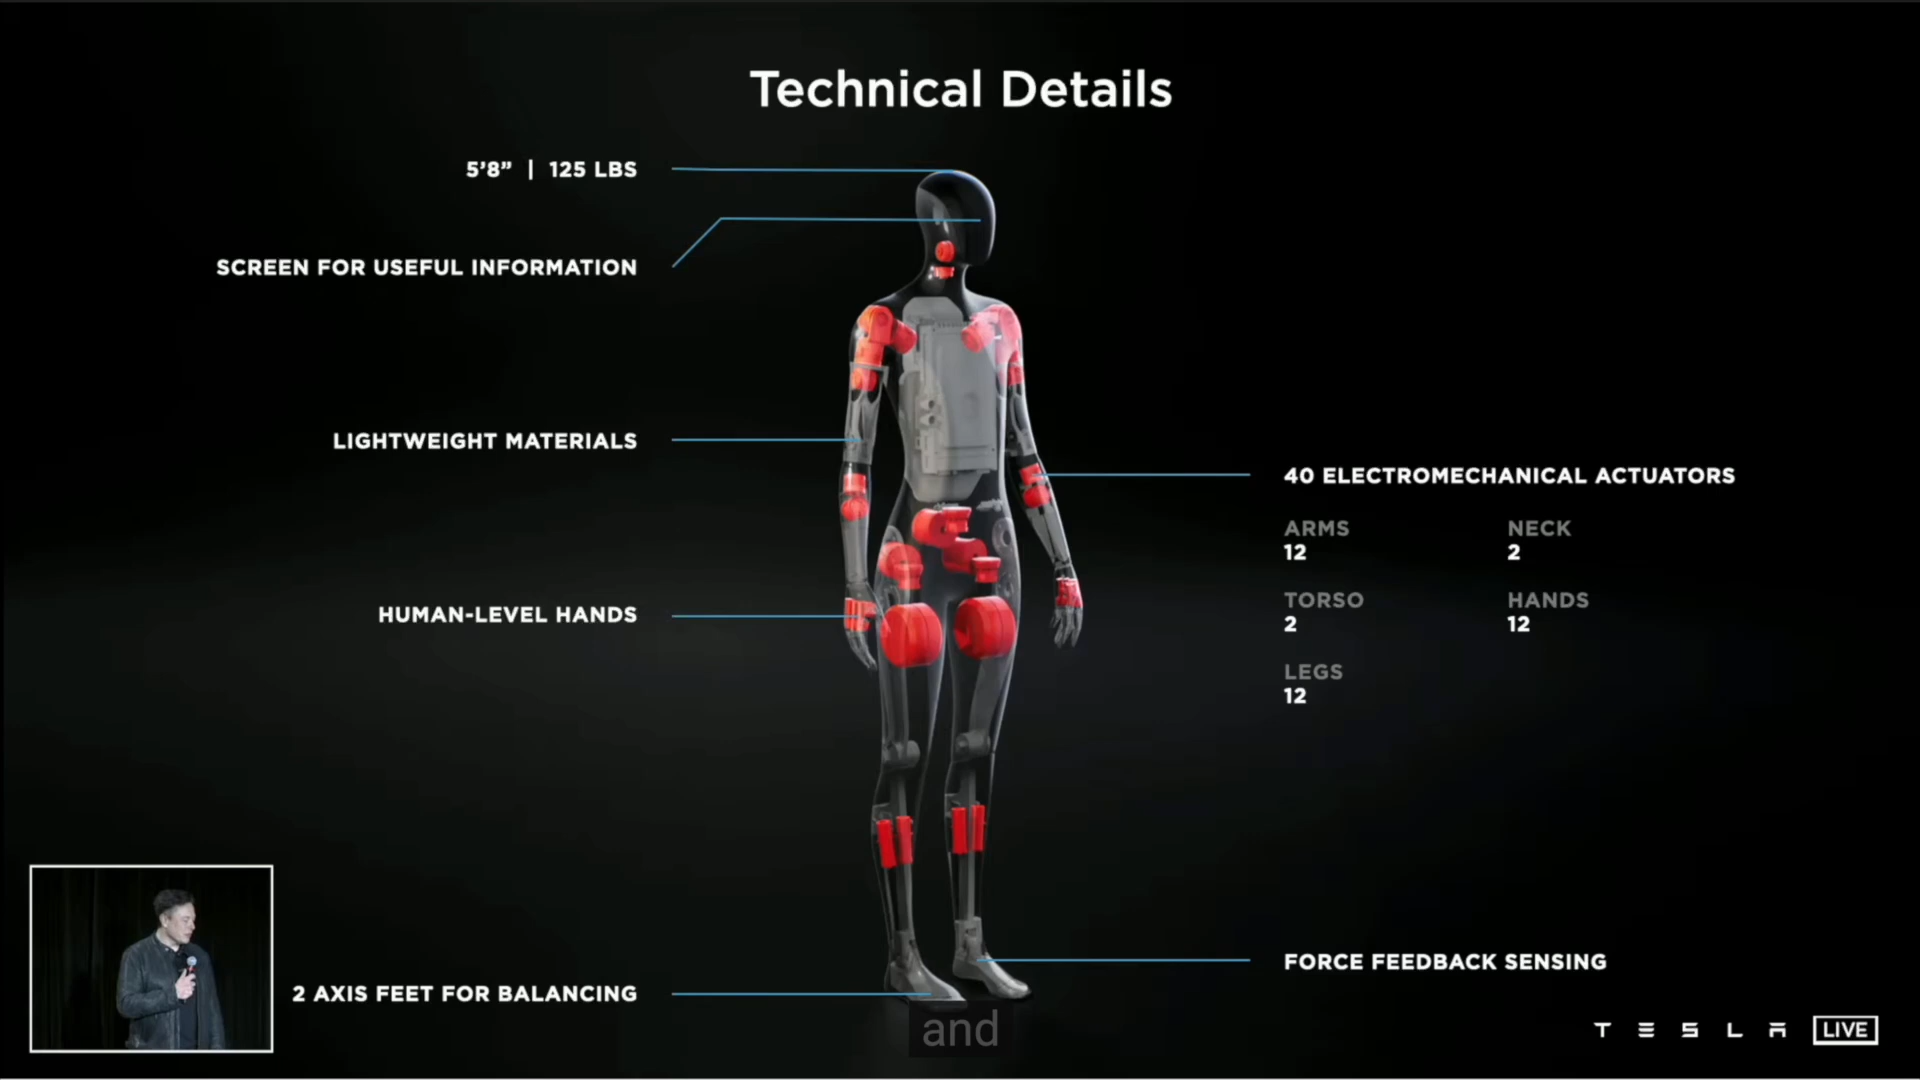 Technical Details
5’8” | 125 LBS
SCREEN FOR USEFUL INFORMATION
LIGHTWEIGHT MATERIALS
HUMAN-LEVEL HANDS
2 AXIS FEET FOR BALANCING
40 ELECTROMECHANICAL ACTUATORS
ARMS NECK
12 2
TORSO HANDS
2 12
LEGS
12
FORCE FEEDBACK SENSING
and
TESLA LIVE